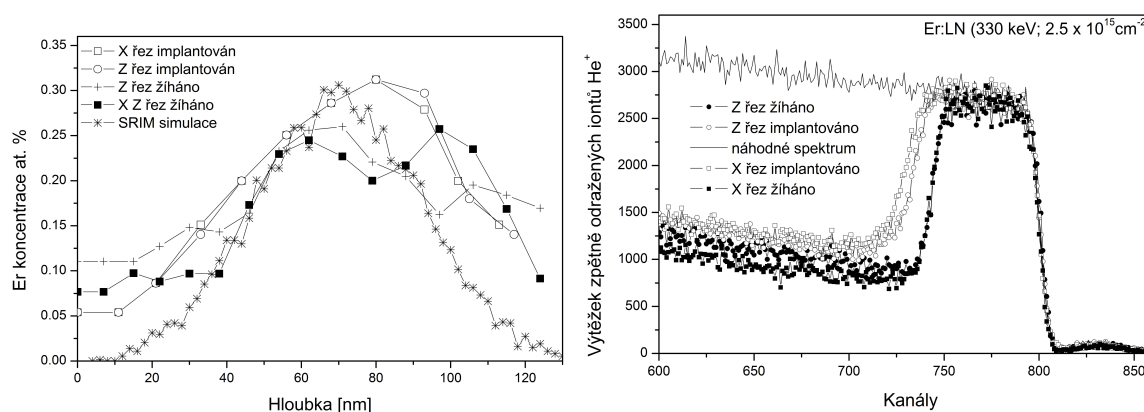 0.35
0.30
0.25
0.20
0.15
0.10
0.05
0.00
Er koncentrace at. %
X řez implantován
Z řez implantován
Z řez žíháno
X Z řez žíháno
SRIM simulace
0 20 40 60 80 100 120
Hloubka [nm]
3500
3000
2500
2000
1500
1000
500
0
Výtěžek zpětně odražených iontů He+
Er:LN (330 keV; 2.5 x 10¹⁵cm⁻²
Z řez žíháno
Z řez implantováno
náhodné spektrum
X řez implantováno
X řez žíháno
600 650 700 750 800 850
Kanály